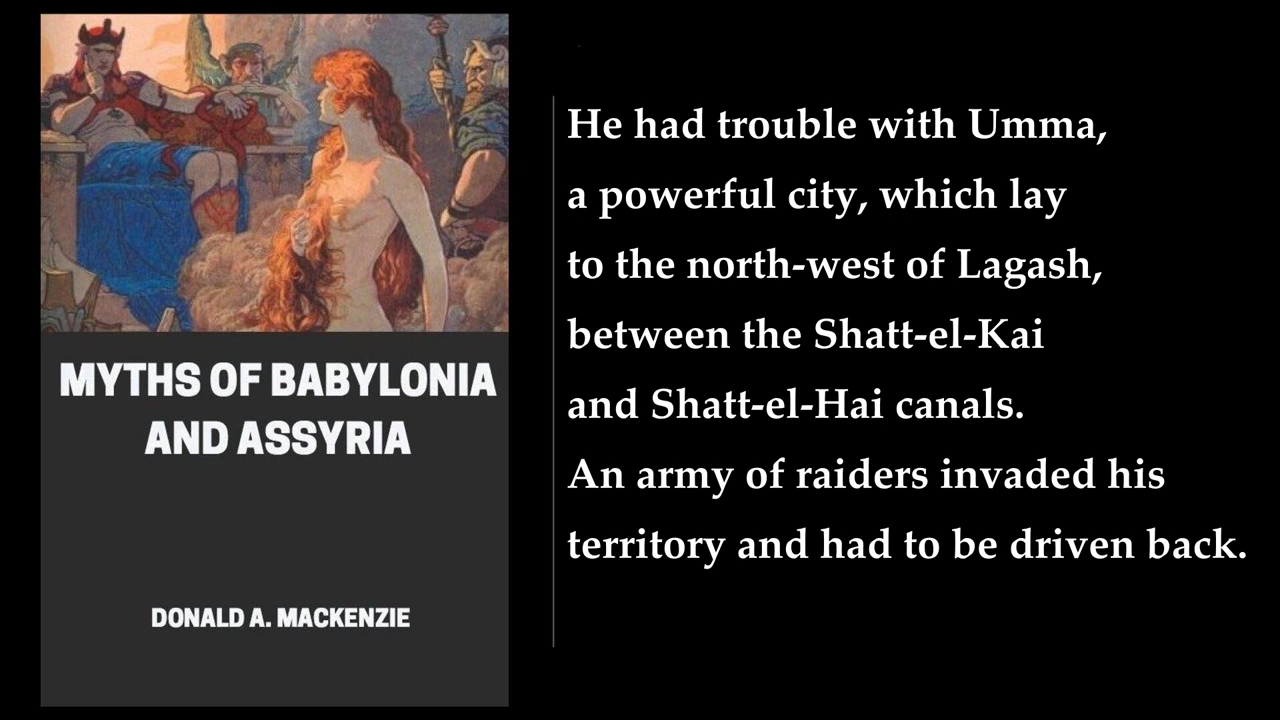 MYTHS OF BABYLONIA
AND ASSYRIA
DONALD A. MACKENZIE
He had trouble with Umma,
a powerful city, which lay
to the north-west of Lagash,
between the Shatt-el-Kai
and Shatt-el-Hai canals.
An army of raiders invaded his
territory and had to be driven back.